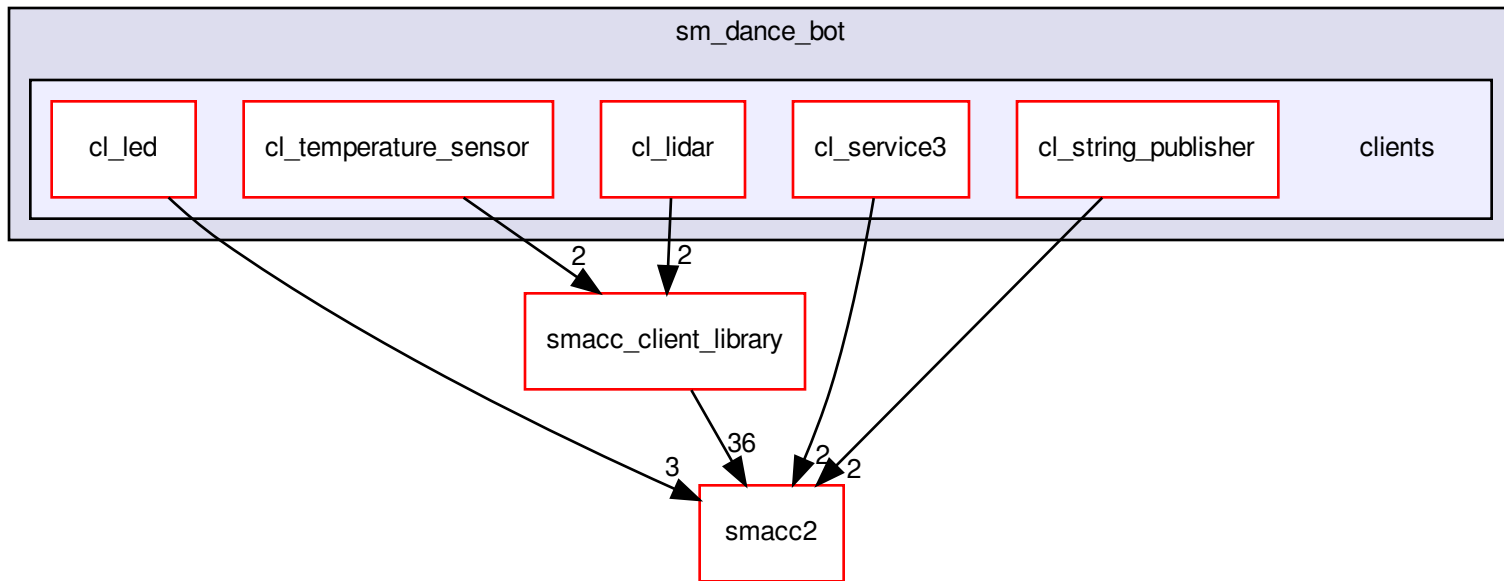 sm_dance_bot
cl_led
cl_temperature_sensor
cl_lidar
cl_service3
cl_string_publisher
clients
2
2
smacc_client_library
36
3
2
2
smacc2